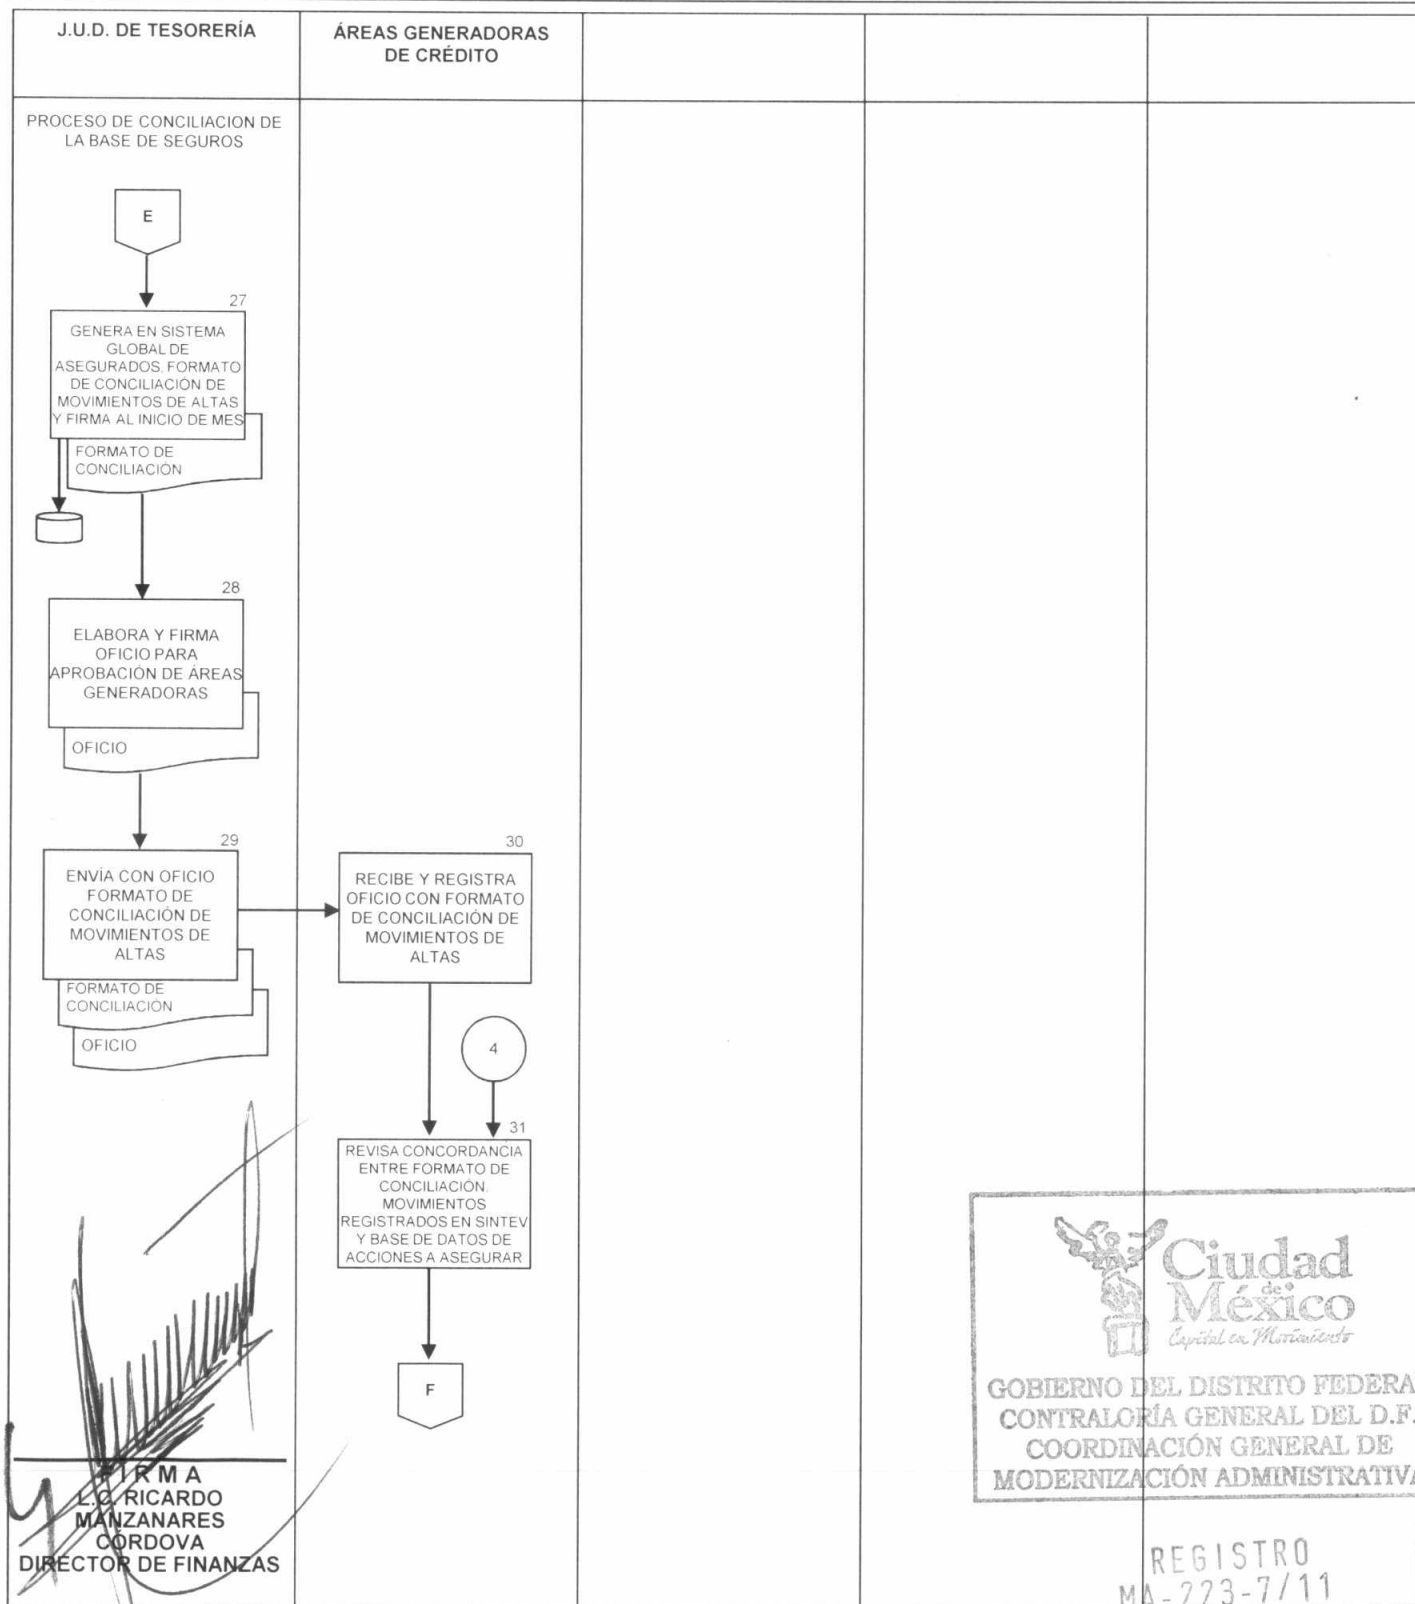 J.U.D. DE TESORERÍA
ÁREAS GENERADORAS
DE CRÉDITO
PROCESO DE CONCILIACION DE
LA BASE DE SEGUROS
E
27
GENERA EN SISTEMA
GLOBAL DE
ASEGURADOS, FORMATO
DE CONCILIACIÓN DE
MOVIMIENTOS DE ALTAS
Y FIRMA AL INICIO DE MES
FORMATO DE
CONCILIACIÓN
28
ELABORA Y FIRMA
OFICIO PARA
APROBACIÓN DE ÁREAS
GENERADORAS
OFICIO
29
ENVÍA CON OFICIO
FORMATO DE
CONCILIACIÓN DE
MOVIMIENTOS DE
ALTAS
FORMATO DE
CONCILIACIÓN
OFICIO
30
RECIBE Y REGISTRA
OFICIO CON FORMATO
DE CONCILIACIÓN DE
MOVIMIENTOS DE
ALTAS
4
31
REVISA CONCORDANCIA
ENTRE FORMATO DE
CONCILIACIÓN,
MOVIMIENTOS
REGISTRADOS EN SINTEV
Y BASE DE DATOS DE
ACCIONES A ASEGURAR
F
FIRMA
L.C. RICARDO
MANZANARES
CÓRDOVA
DIRECTOR DE FINANZAS
Ciudad
de
México
Capital en Movimiento
GOBIERNO DEL DISTRITO FEDERA
CONTRALORÍA GENERAL DEL D.F.
COORDINACIÓN GENERAL DE
MODERNIZACIÓN ADMINISTRATIVA
REGISTRO
MA-223-7/11